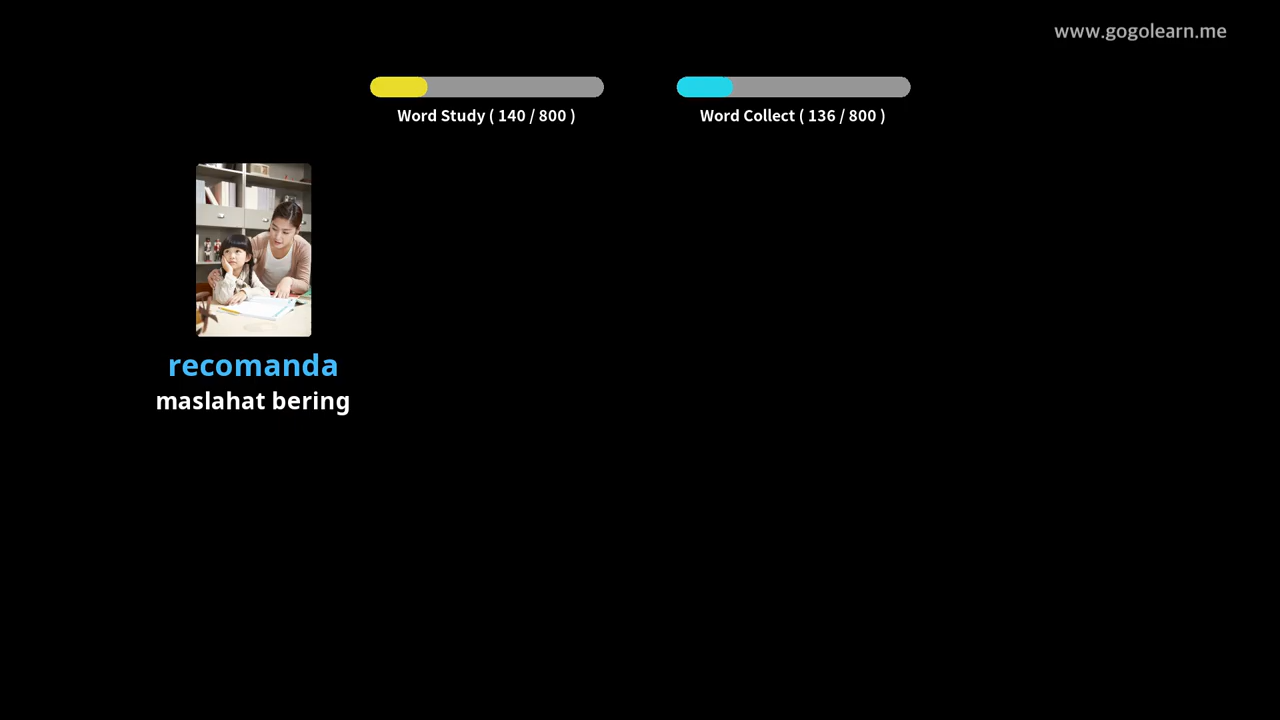 www.gogolearn.me
Word Study ( 140 / 800 )
Word Collect ( 136 / 800 )
recomanda
maslahat bering